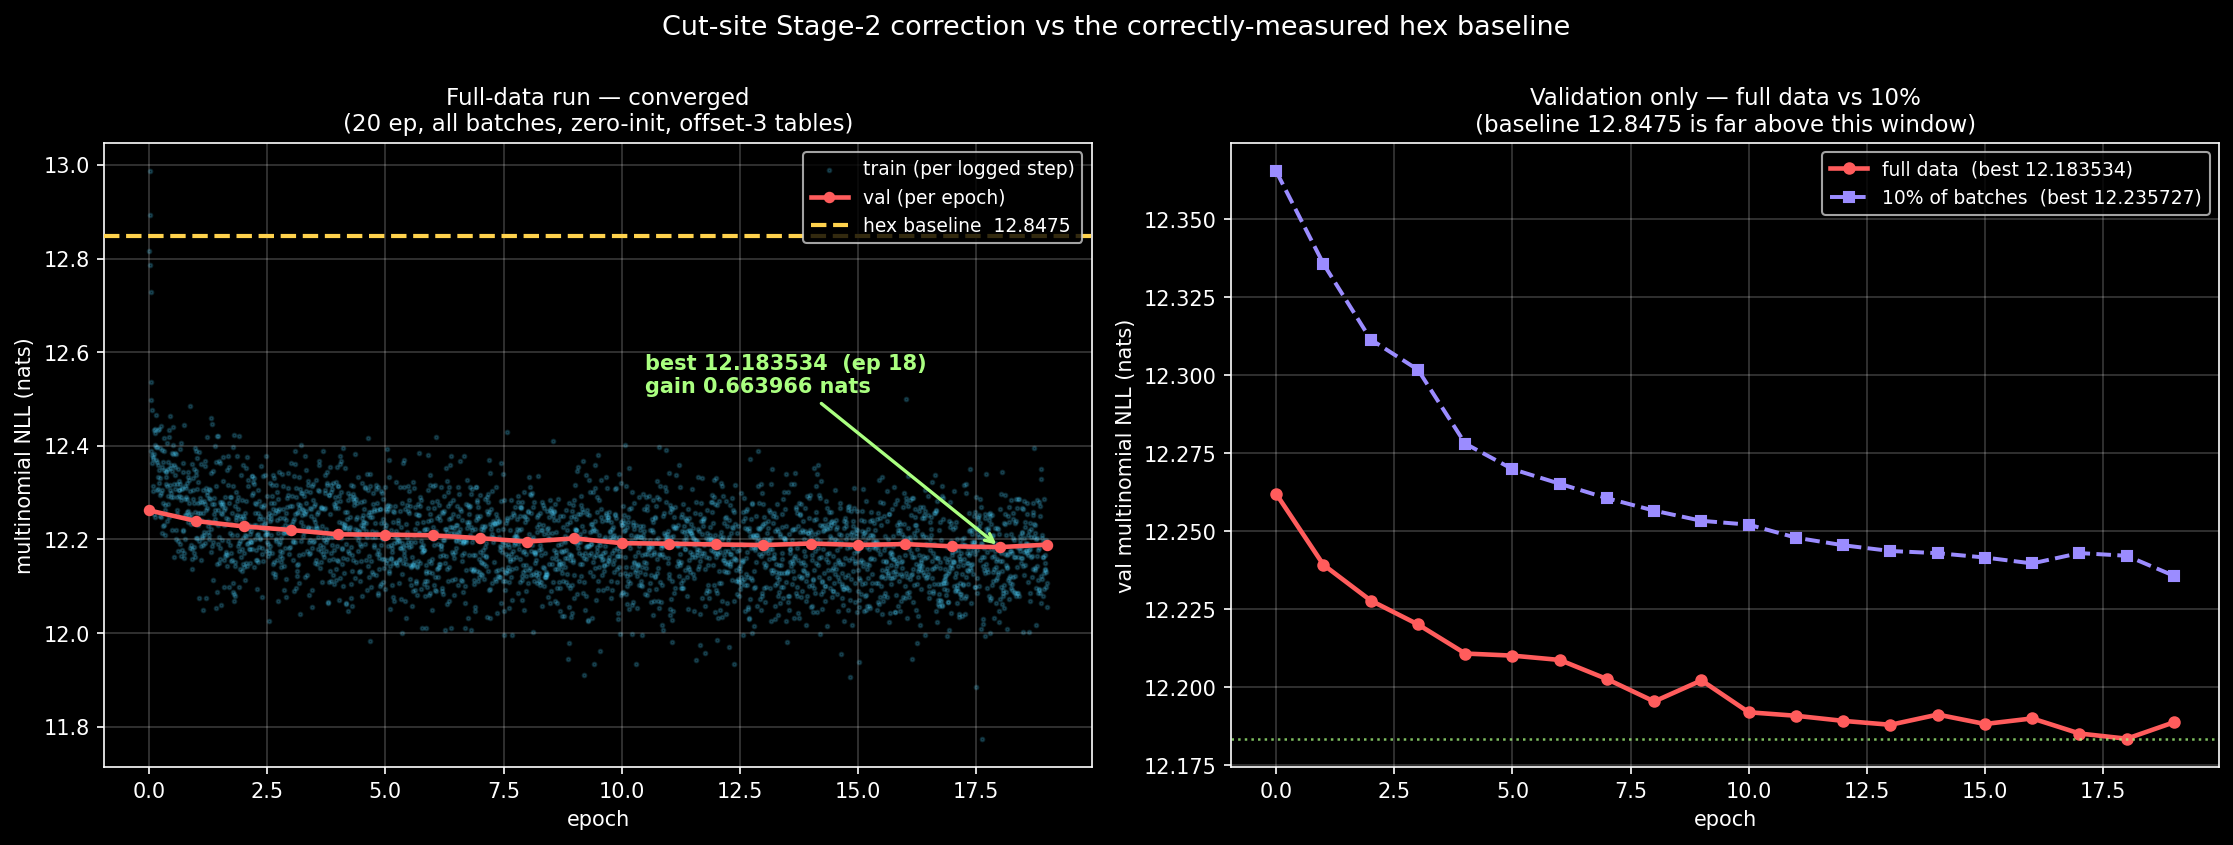 Cut-site Stage-2 correction vs the correctly-measured hex baseline
Full-data run — converged
(20 ep, all batches, zero-init, offset-3 tables)
multinomial NLL (nats)
13.0
12.8
12.6
12.4
12.2
12.0
11.8
train (per logged step)
val (per epoch)
hex baseline  12.8475
best 12.183534  (ep 18)
gain 0.663966 nats
0.0
2.5
5.0
7.5
10.0
12.5
15.0
17.5
epoch
Validation only — full data vs 10%
(baseline 12.8475 is far above this window)
val multinomial NLL (nats)
12.350
12.325
12.300
12.275
12.250
12.225
12.200
12.175
full data  (best 12.183534)
10% of batches  (best 12.235727)
0.0
2.5
5.0
7.5
10.0
12.5
15.0
17.5
epoch